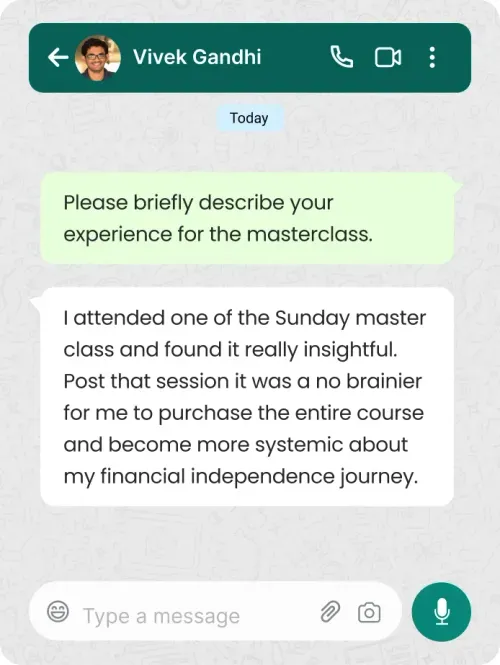 Vivek Gandhi
Today
Please briefly describe your
experience for the masterclass.
I attended one of the Sunday master
class and found it really insightful.
Post that session it was a no brainier
for me to purchase the entire course
and become more systemic about
my financial independence journey.
Type a message